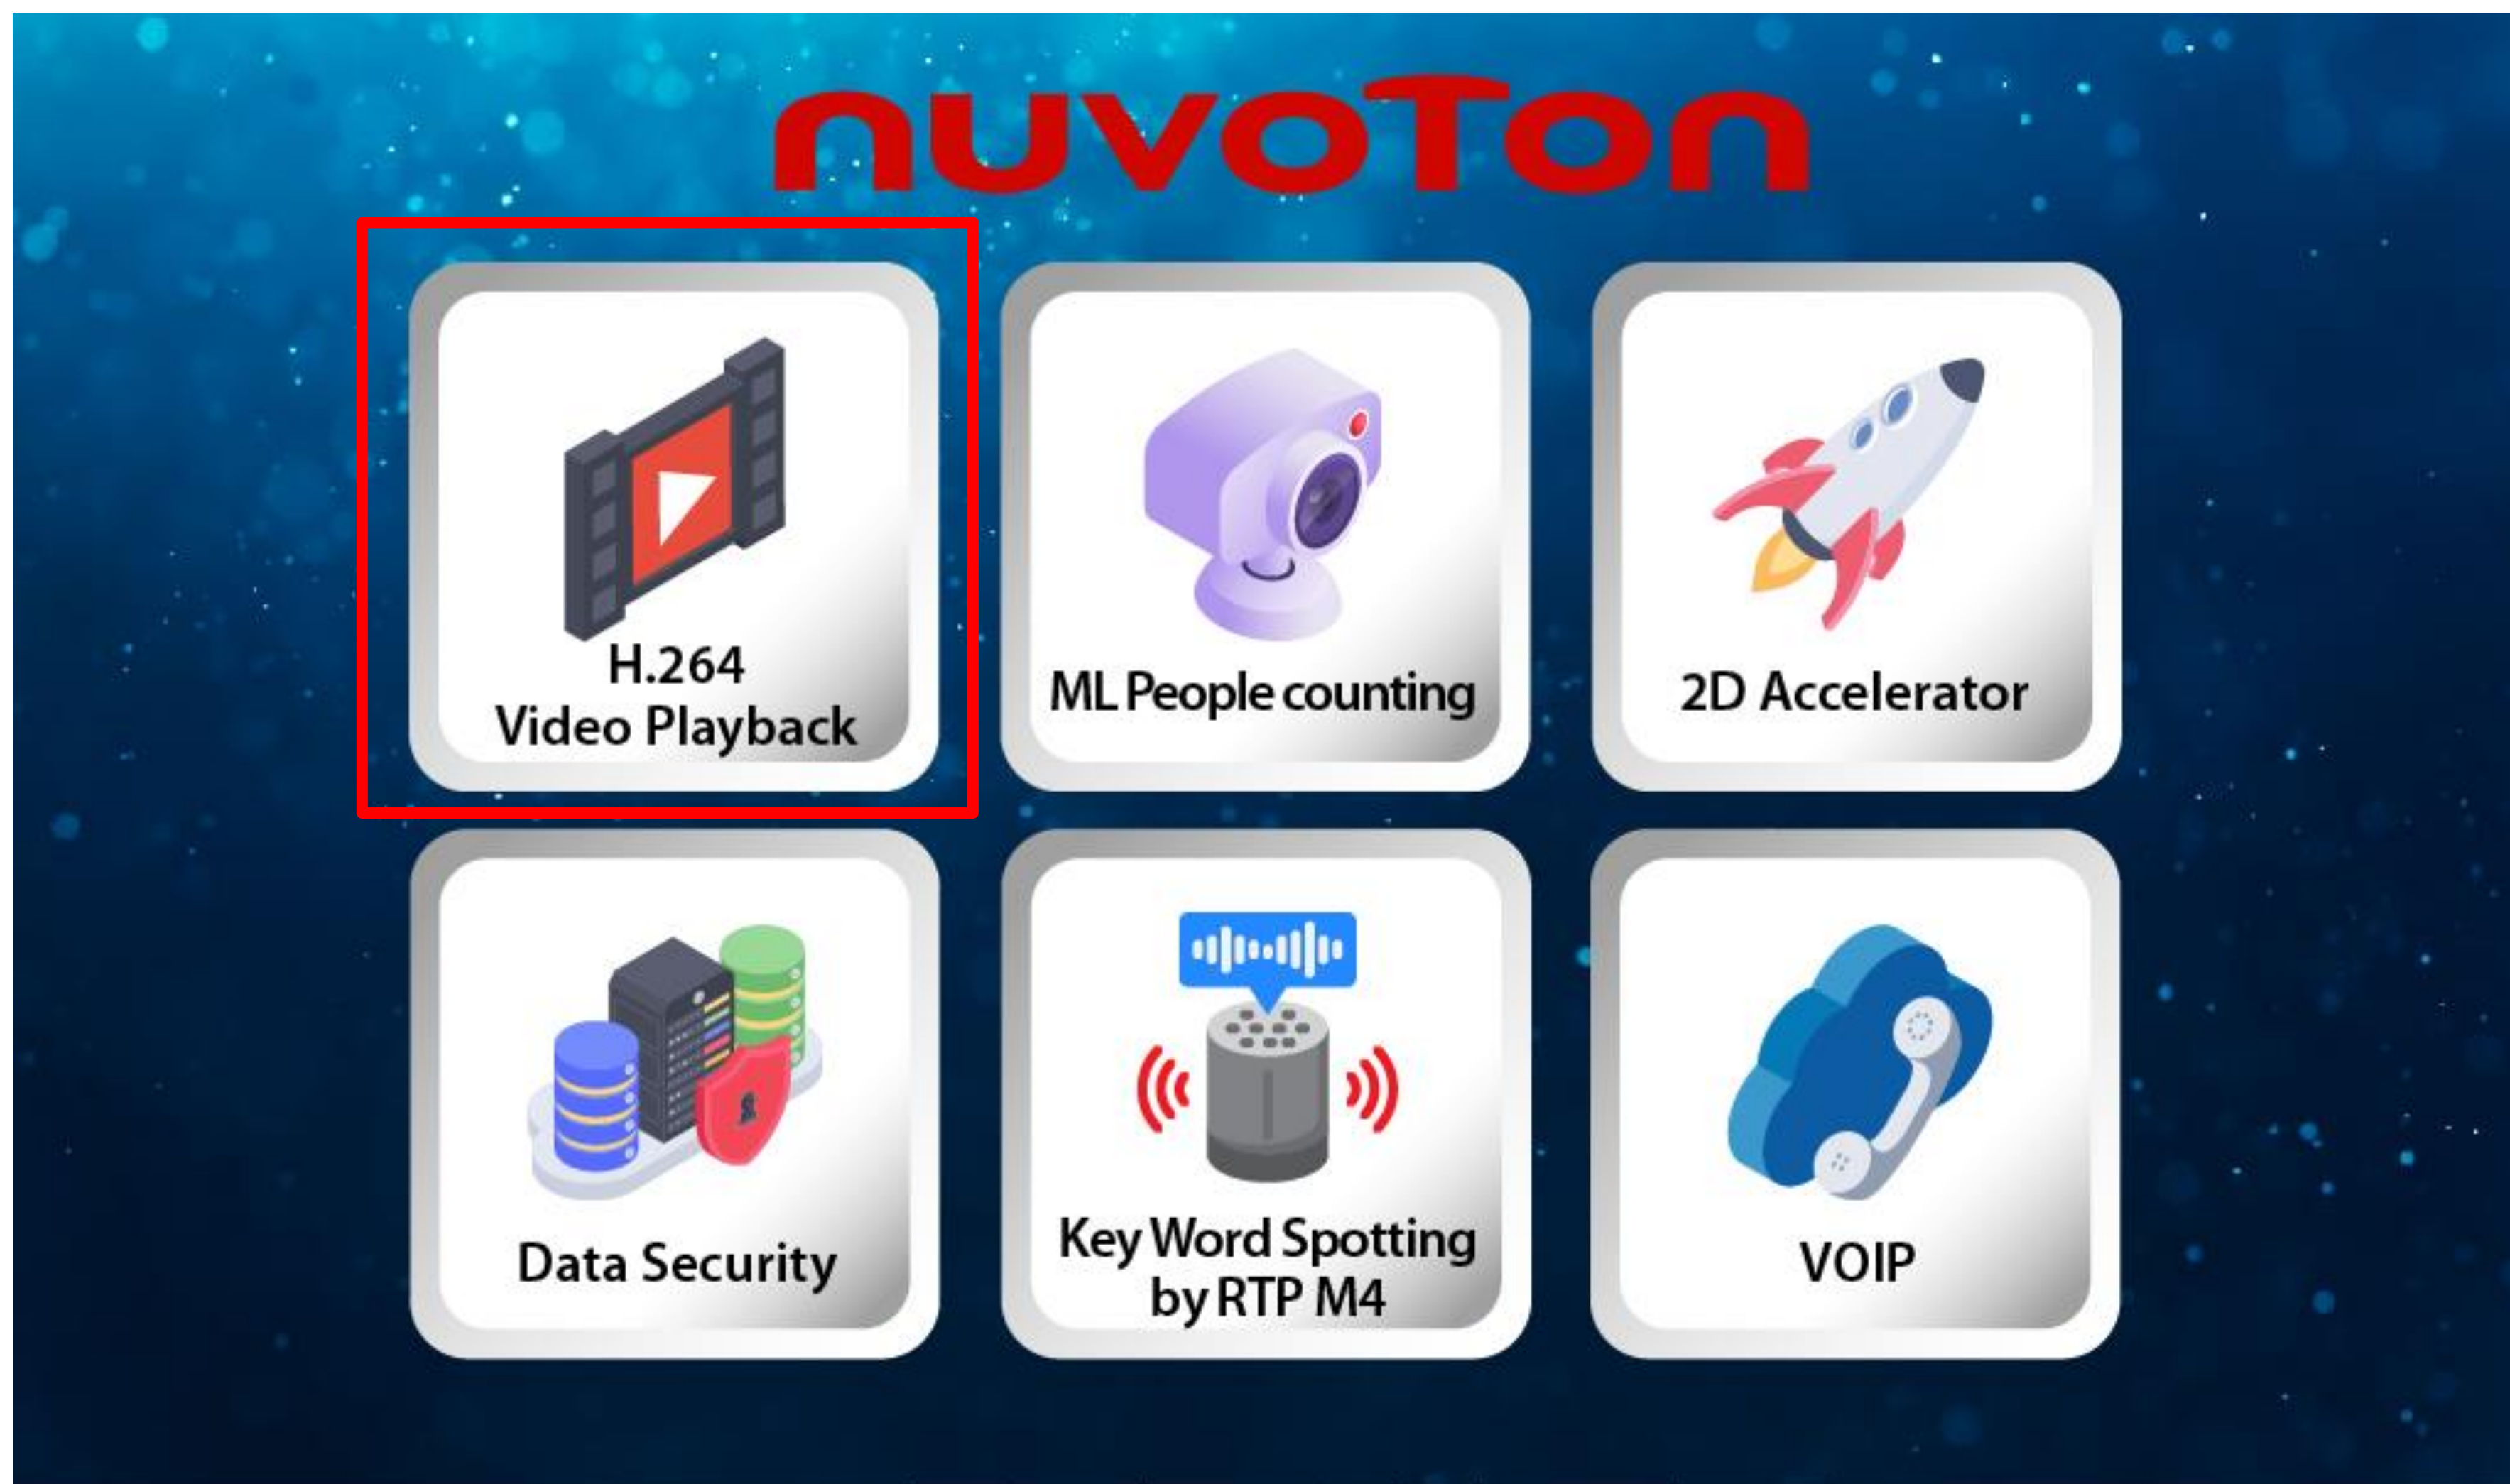 nuvoTon
H.264
Video Playback
ML People counting
2D Accelerator
Data Security
Key Word Spotting
by RTP M4
VOIP